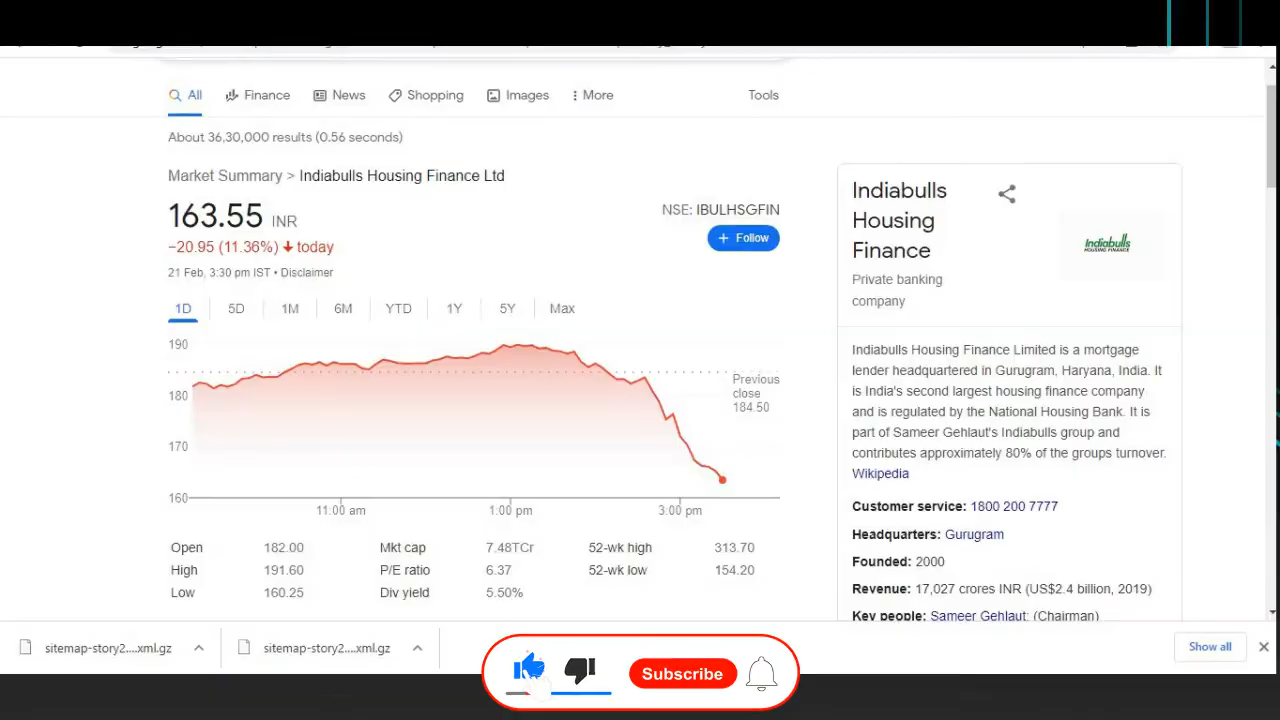 All
Finance
News
Shopping
Images
More
Tools
About 36,30,000 results (0.56 seconds)
Market Summary > Indiabulls Housing Finance Ltd
163.55 INR
−20.95 (11.36%) today
21 Feb, 3:30 pm IST • Disclaimer
NSE: IBULHSGFIN
+ Follow
1D
5D
1M
6M
YTD
1Y
5Y
Max
190
180
170
160
Previous
close
184.50
11:00 am
1:00 pm
3:00 pm
Open 182.00 Mkt cap 7.48TCr 52-wk high 313.70
High 191.60 P/E ratio 6.37 52-wk low 154.20
Low 160.25 Div yield 5.50%
Indiabulls
Housing
Finance
Private banking
company
Indiabulls
HOUSING FINANCE
Indiabulls Housing Finance Limited is a mortgage
lender headquartered in Gurugram, Haryana, India. It
is India's second largest housing finance company
and is regulated by the National Housing Bank. It is
part of Sameer Gehlaut's Indiabulls group and
contributes approximately 80% of the groups turnover.
Wikipedia
Customer service: 1800 200 7777
Headquarters: Gurugram
Founded: 2000
Revenue: 17,027 crores INR (US$2.4 billion, 2019)
Key people: Sameer Gehlaut; (Chairman)
sitemap-story2....xml.gz
sitemap-story2....xml.gz
Show all
Subscribe